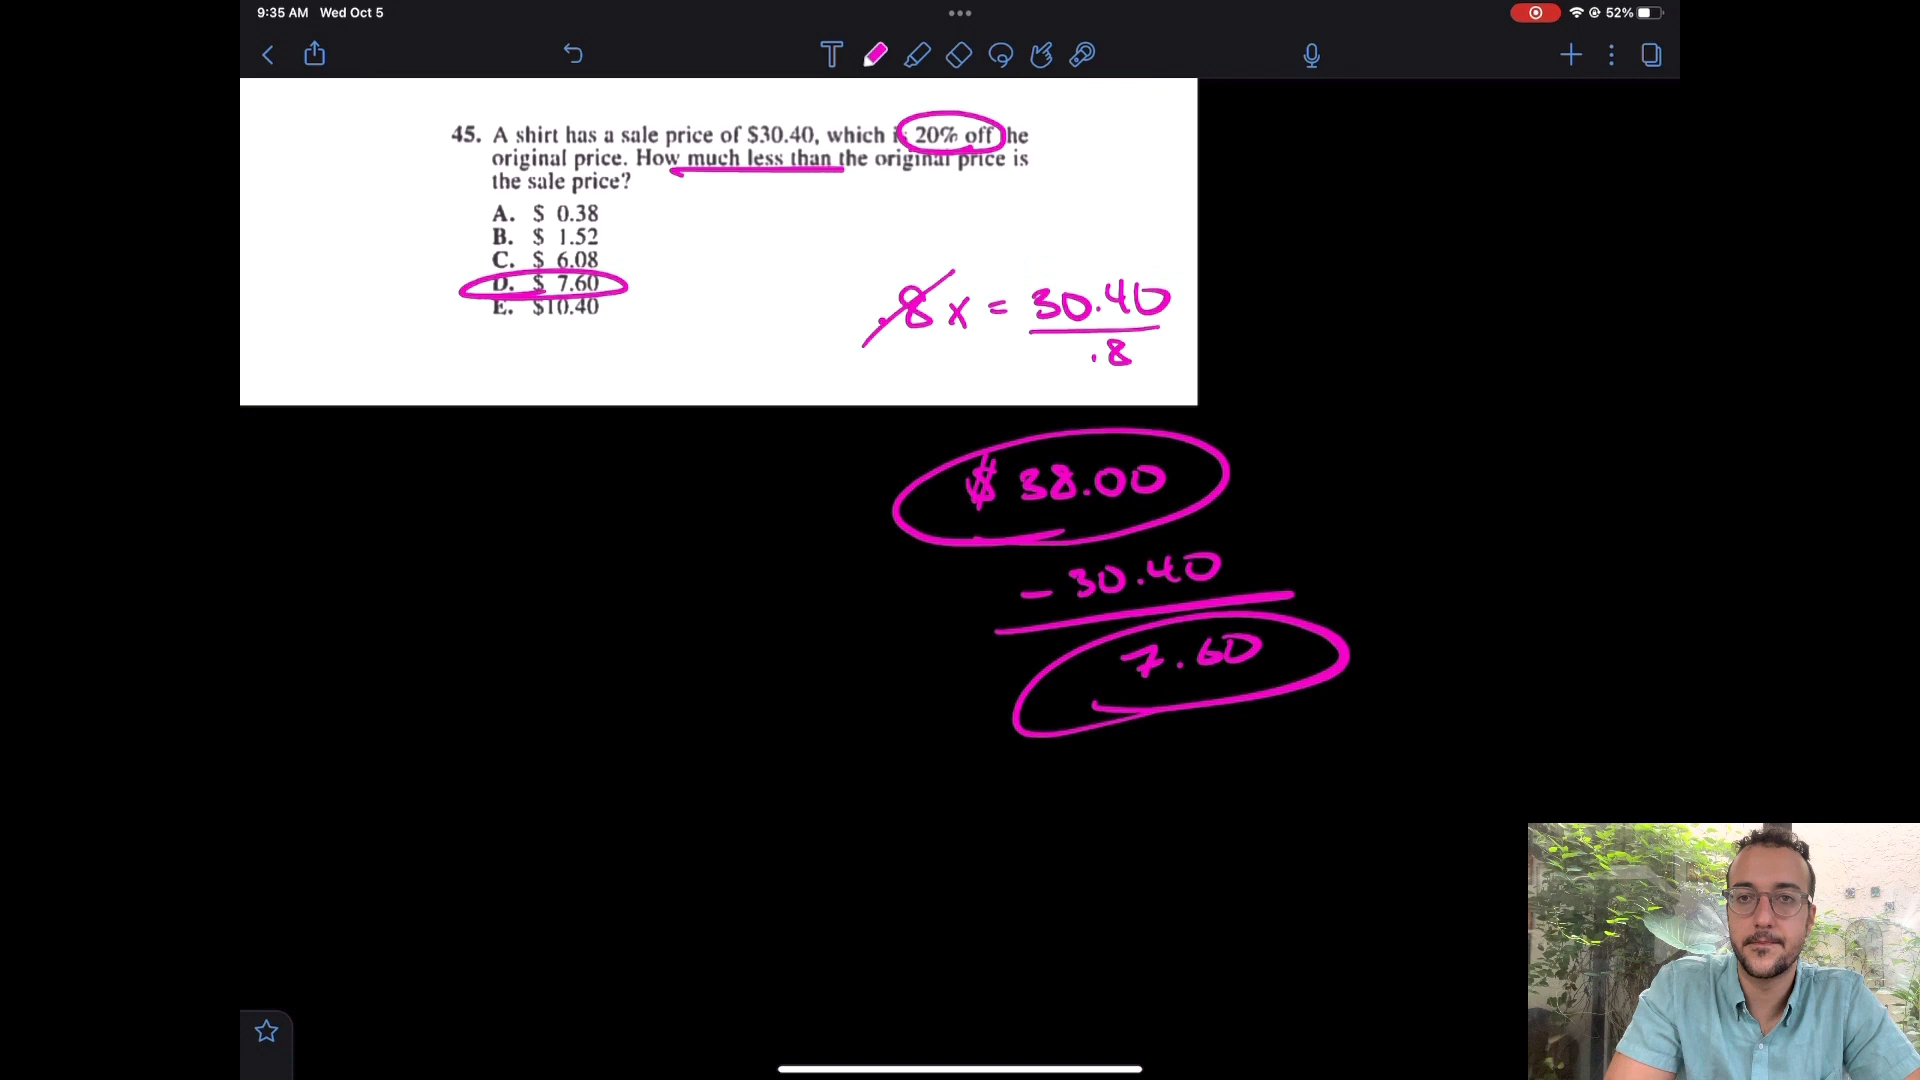 9:35 AM Wed Oct 5
52%
45. A shirt has a sale price of $30.40, which is 20% off the
original price. How much less than the original price is
the sale price?
A. $ 0.38
B. $ 1.52
C. $ 6.08
D. $ 7.60
E. $10.40
.8x = 30.40
.8
$38.00
- 30.40
7.60